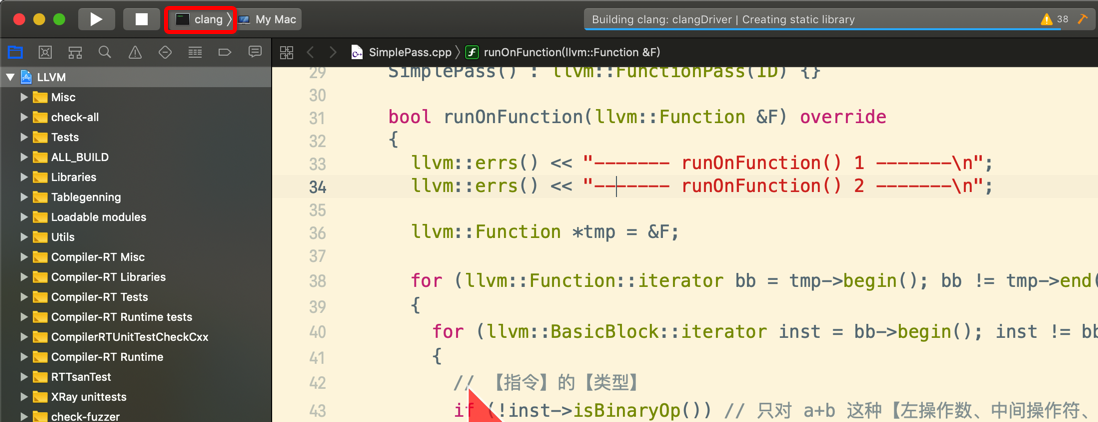 clang 〉 My Mac
Building clang: clangDriver | Creating static library
38
SimplePass.cpp 〉 f runOnFunction(llvm::Function &F)
LLVM
Misc
check-all
Tests
ALL_BUILD
Libraries
Tablegenning
Loadable modules
Utils
Compiler-RT Misc
Compiler-RT Libraries
Compiler-RT Tests
Compiler-RT Runtime tests
CompilerRTUnitTestCheckCxx
Compiler-RT Runtime
RTTsanTest
XRay unittests
check-fuzzer
29 SimplePass() : llvm::FunctionPass(ID) {}
30
31 bool runOnFunction(llvm::Function &F) override
32 {
33 llvm::errs() << "------- runOnFunction() 1 -------\n";
34 llvm::errs() << "------- runOnFunction() 2 -------\n";
35
36 llvm::Function *tmp = &F;
37
38 for (llvm::Function::iterator bb = tmp->begin(); bb != tmp->end(
39 {
40 for (llvm::BasicBlock::iterator inst = bb->begin(); inst != bb
41 {
42 // 【指令】的【类型】
43 if (!inst->isBinaryOp()) // 只对 a+b 这种【左操作数、中间操作符、